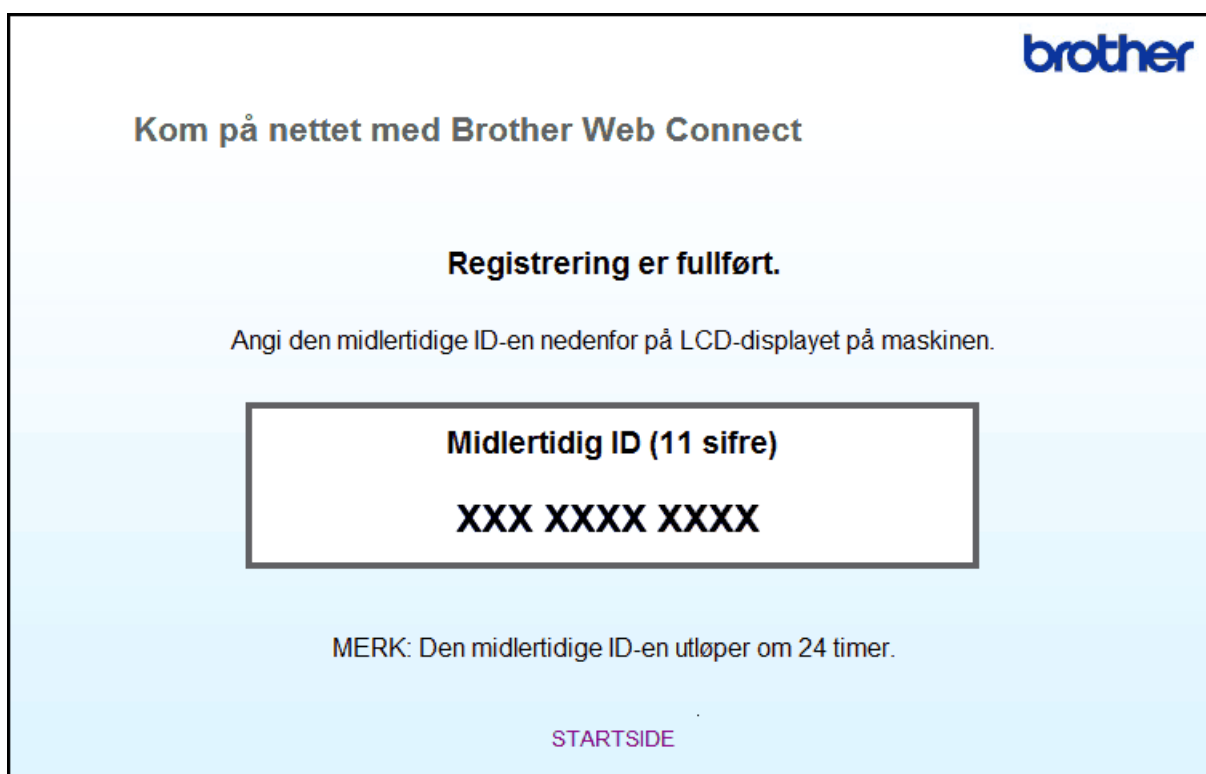 brother
Kom på nettet med Brother Web Connect
Registrering er fullført.
Angi den midlertidige ID-en nedenfor på LCD-displayet på maskinen.
Midlertidig ID (11 sifre)
XXX XXXX XXXX
MERK: Den midlertidige ID-en utløper om 24 timer.
STARTSIDE